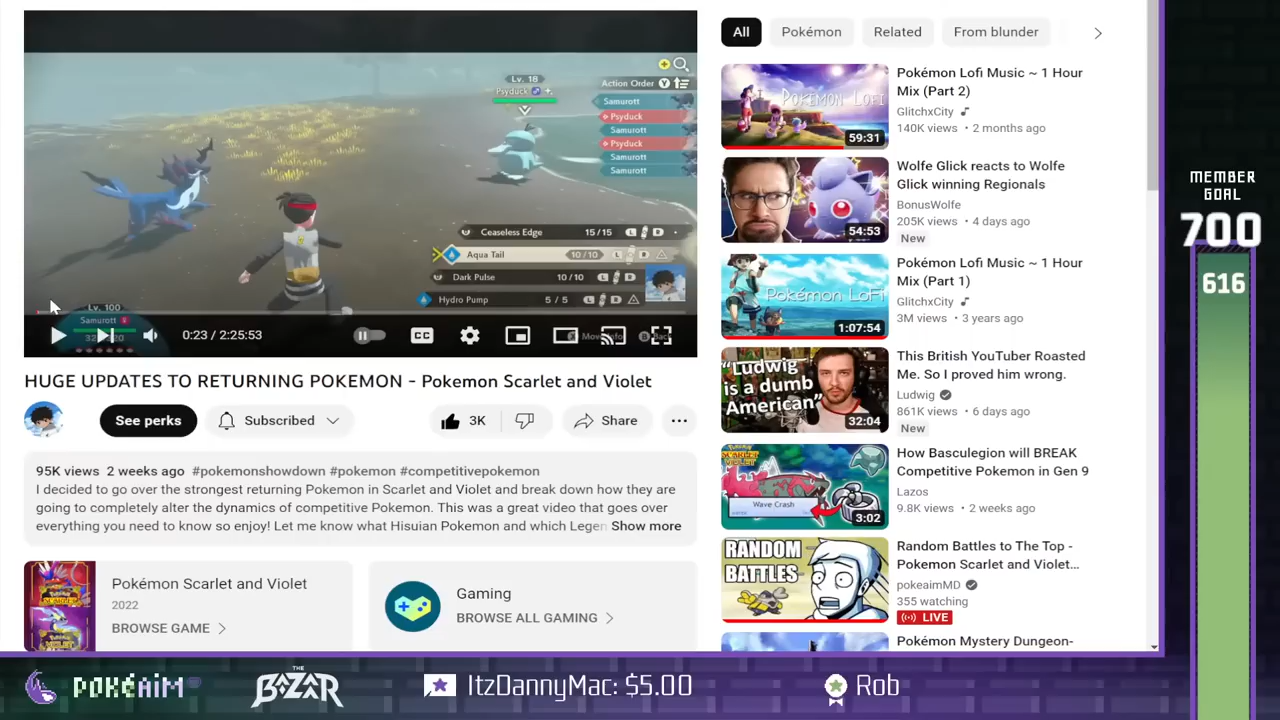 Lv. 18
Psyduck
Action Order Y
Samurott
Psyduck
Samurott
Psyduck
Samurott
Samurott
Ceaseless Edge 15/15 L R
Aqua Tail 10/10 L R
Dark Pulse 10/10 L R
Hydro Pump 5/5 L R
Lv. 100
Samurott
0:23 / 2:25:53
CC
HUGE UPDATES TO RETURNING POKEMON - Pokemon Scarlet and Violet
See perks
Subscribed
3K
Share
95K views 2 weeks ago #pokemonshowdown #pokemon #competitivepokemon
I decided to go over the strongest returning Pokemon in Scarlet and Violet and break down how they are
going to completely alter the dynamics of competitive Pokemon. This was a great video that goes over
everything you need to know so enjoy! Let me know what Hisuian Pokemon and which Legen Show more
Pokémon Scarlet and Violet
2022
BROWSE GAME
Gaming
BROWSE ALL GAMING
All
Pokémon
Related
From blunder
POKEMON LOFI
59:31
Pokémon Lofi Music ~ 1 Hour
Mix (Part 2)
GlitchxCity
140K views • 2 months ago
54:53
Wolfe Glick reacts to Wolfe
Glick winning Regionals
BonusWolfe
205K views • 4 days ago
New
Pokémon LoFi
1:07:54
Pokémon Lofi Music ~ 1 Hour
Mix (Part 1)
GlitchxCity
3M views • 3 years ago
"Ludwig
is a dumb
American"
32:04
This British YouTuber Roasted
Me. So I proved him wrong.
Ludwig
861K views • 6 days ago
New
Wave Crash
3:02
How Basculegion will BREAK
Competitive Pokemon in Gen 9
Lazos
9.8K views • 2 weeks ago
RANDOM
BATTLES
Random Battles to The Top -
Pokemon Scarlet and Violet...
pokeaimMD
355 watching
LIVE
Pokémon Mystery Dungeon-
MEMBER
GOAL
700
616
POKÉAIM MD
THE
BAZAAR
ItzDannyMac: $5.00
Rob